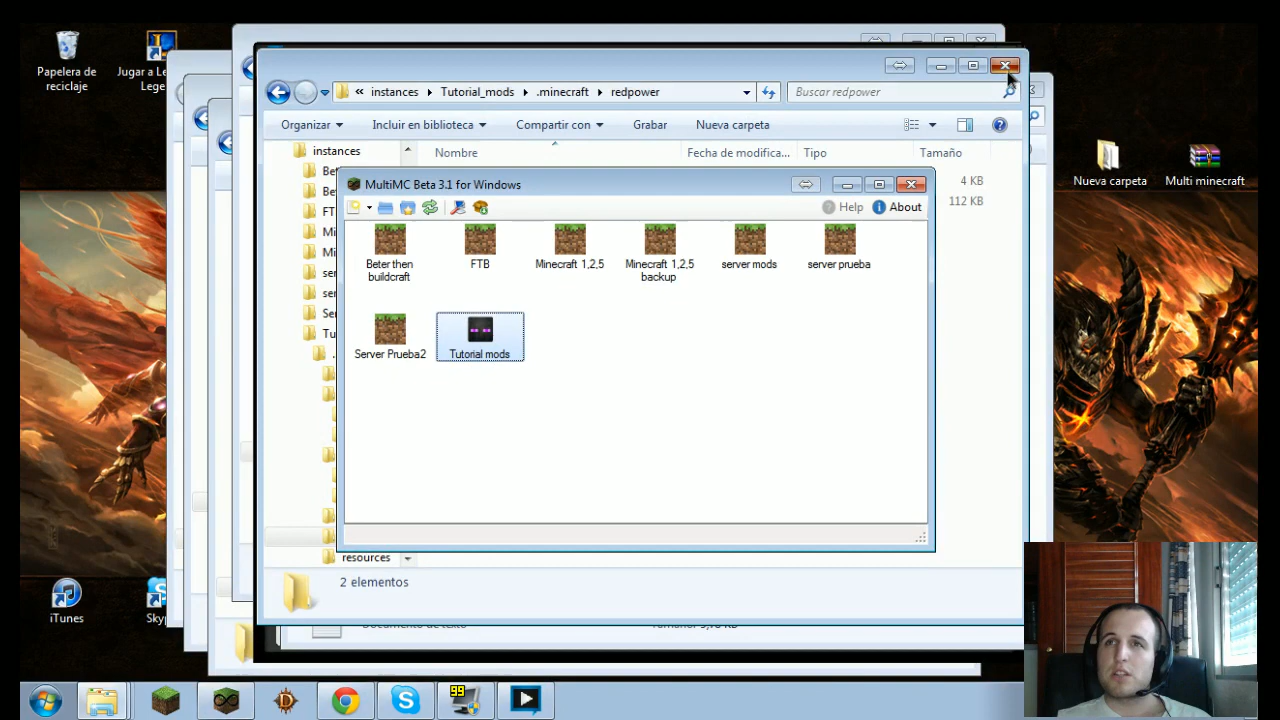 Papelera de
reciclaje
Jugar a Le
Lege
instances
Tutorial_mods
.minecraft
redpower
Buscar redpower
Organizar
Incluir en biblioteca
Compartir con
Grabar
Nueva carpeta
instances
Nombre
Fecha de modifica...
Tipo
Tamaño
4 KB
112 KB
MultiMC Beta 3.1 for Windows
Help
About
Beter then
buildcraft
FTB
Minecraft 1,2,5
Minecraft 1,2,5
backup
server mods
server prueba
Server Prueba2
Tutorial mods
resources
2 elementos
Nueva carpeta
Multi minecraft
iTunes
Sky
99